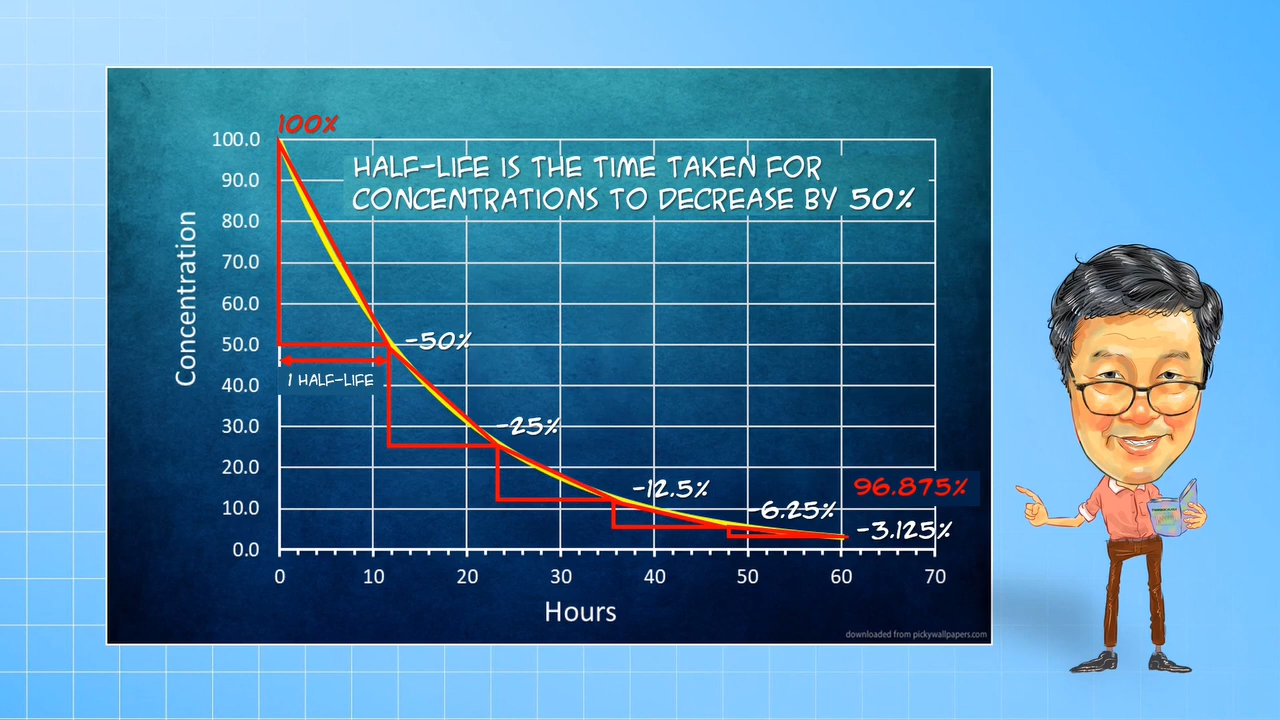 100%
HALF-LIFE IS THE TIME TAKEN FOR
CONCENTRATIONS TO DECREASE BY 50%
Concentration
100.0
90.0
80.0
70.0
60.0
50.0
40.0
30.0
20.0
10.0
0.0
-50%
1 HALF-LIFE
-25%
-12.5%
96.875%
-6.25%
-3.125%
0 10 20 30 40 50 60 70
Hours
downloaded from pickywallpapers.com